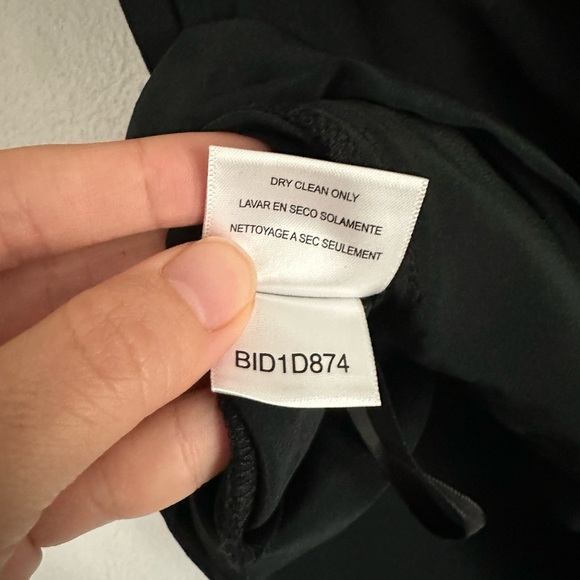 DRY CLEAN ONLY
LAVAR EN SECO SOLAMENTE
NETTOYAGE A SEC SEULEMENT
BID1D874